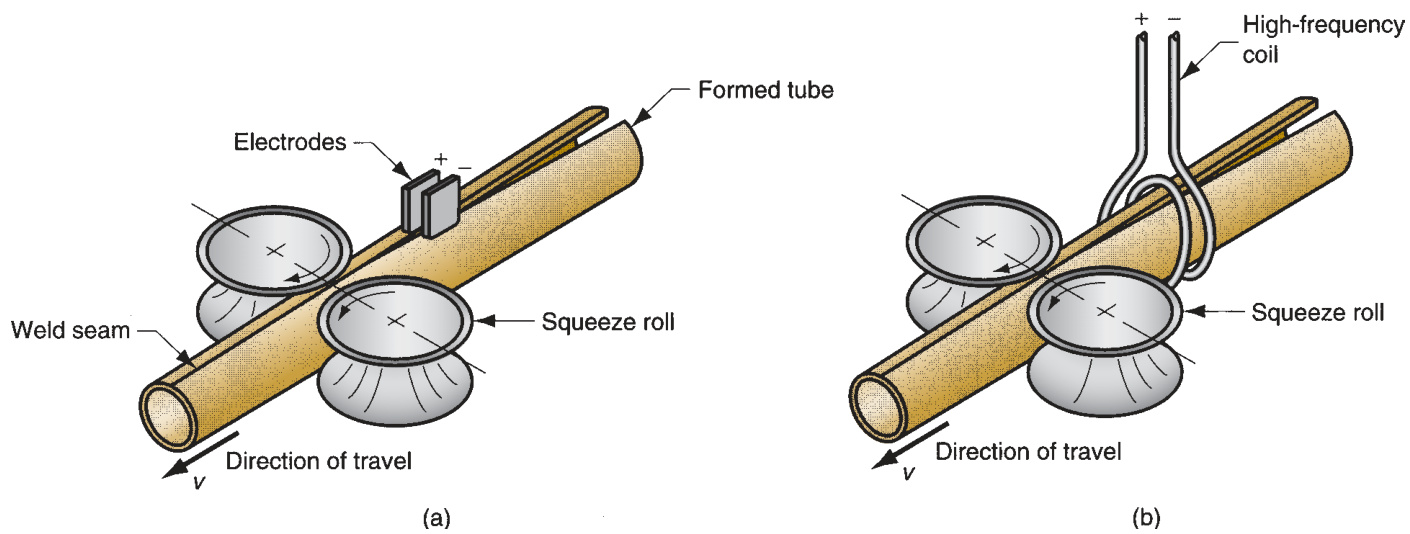 Formed tube
Electrodes
+ −
Squeeze roll
Weld seam
Direction of travel
v
(a)
+ −
High-frequency
coil
Squeeze roll
Direction of travel
v
(b)